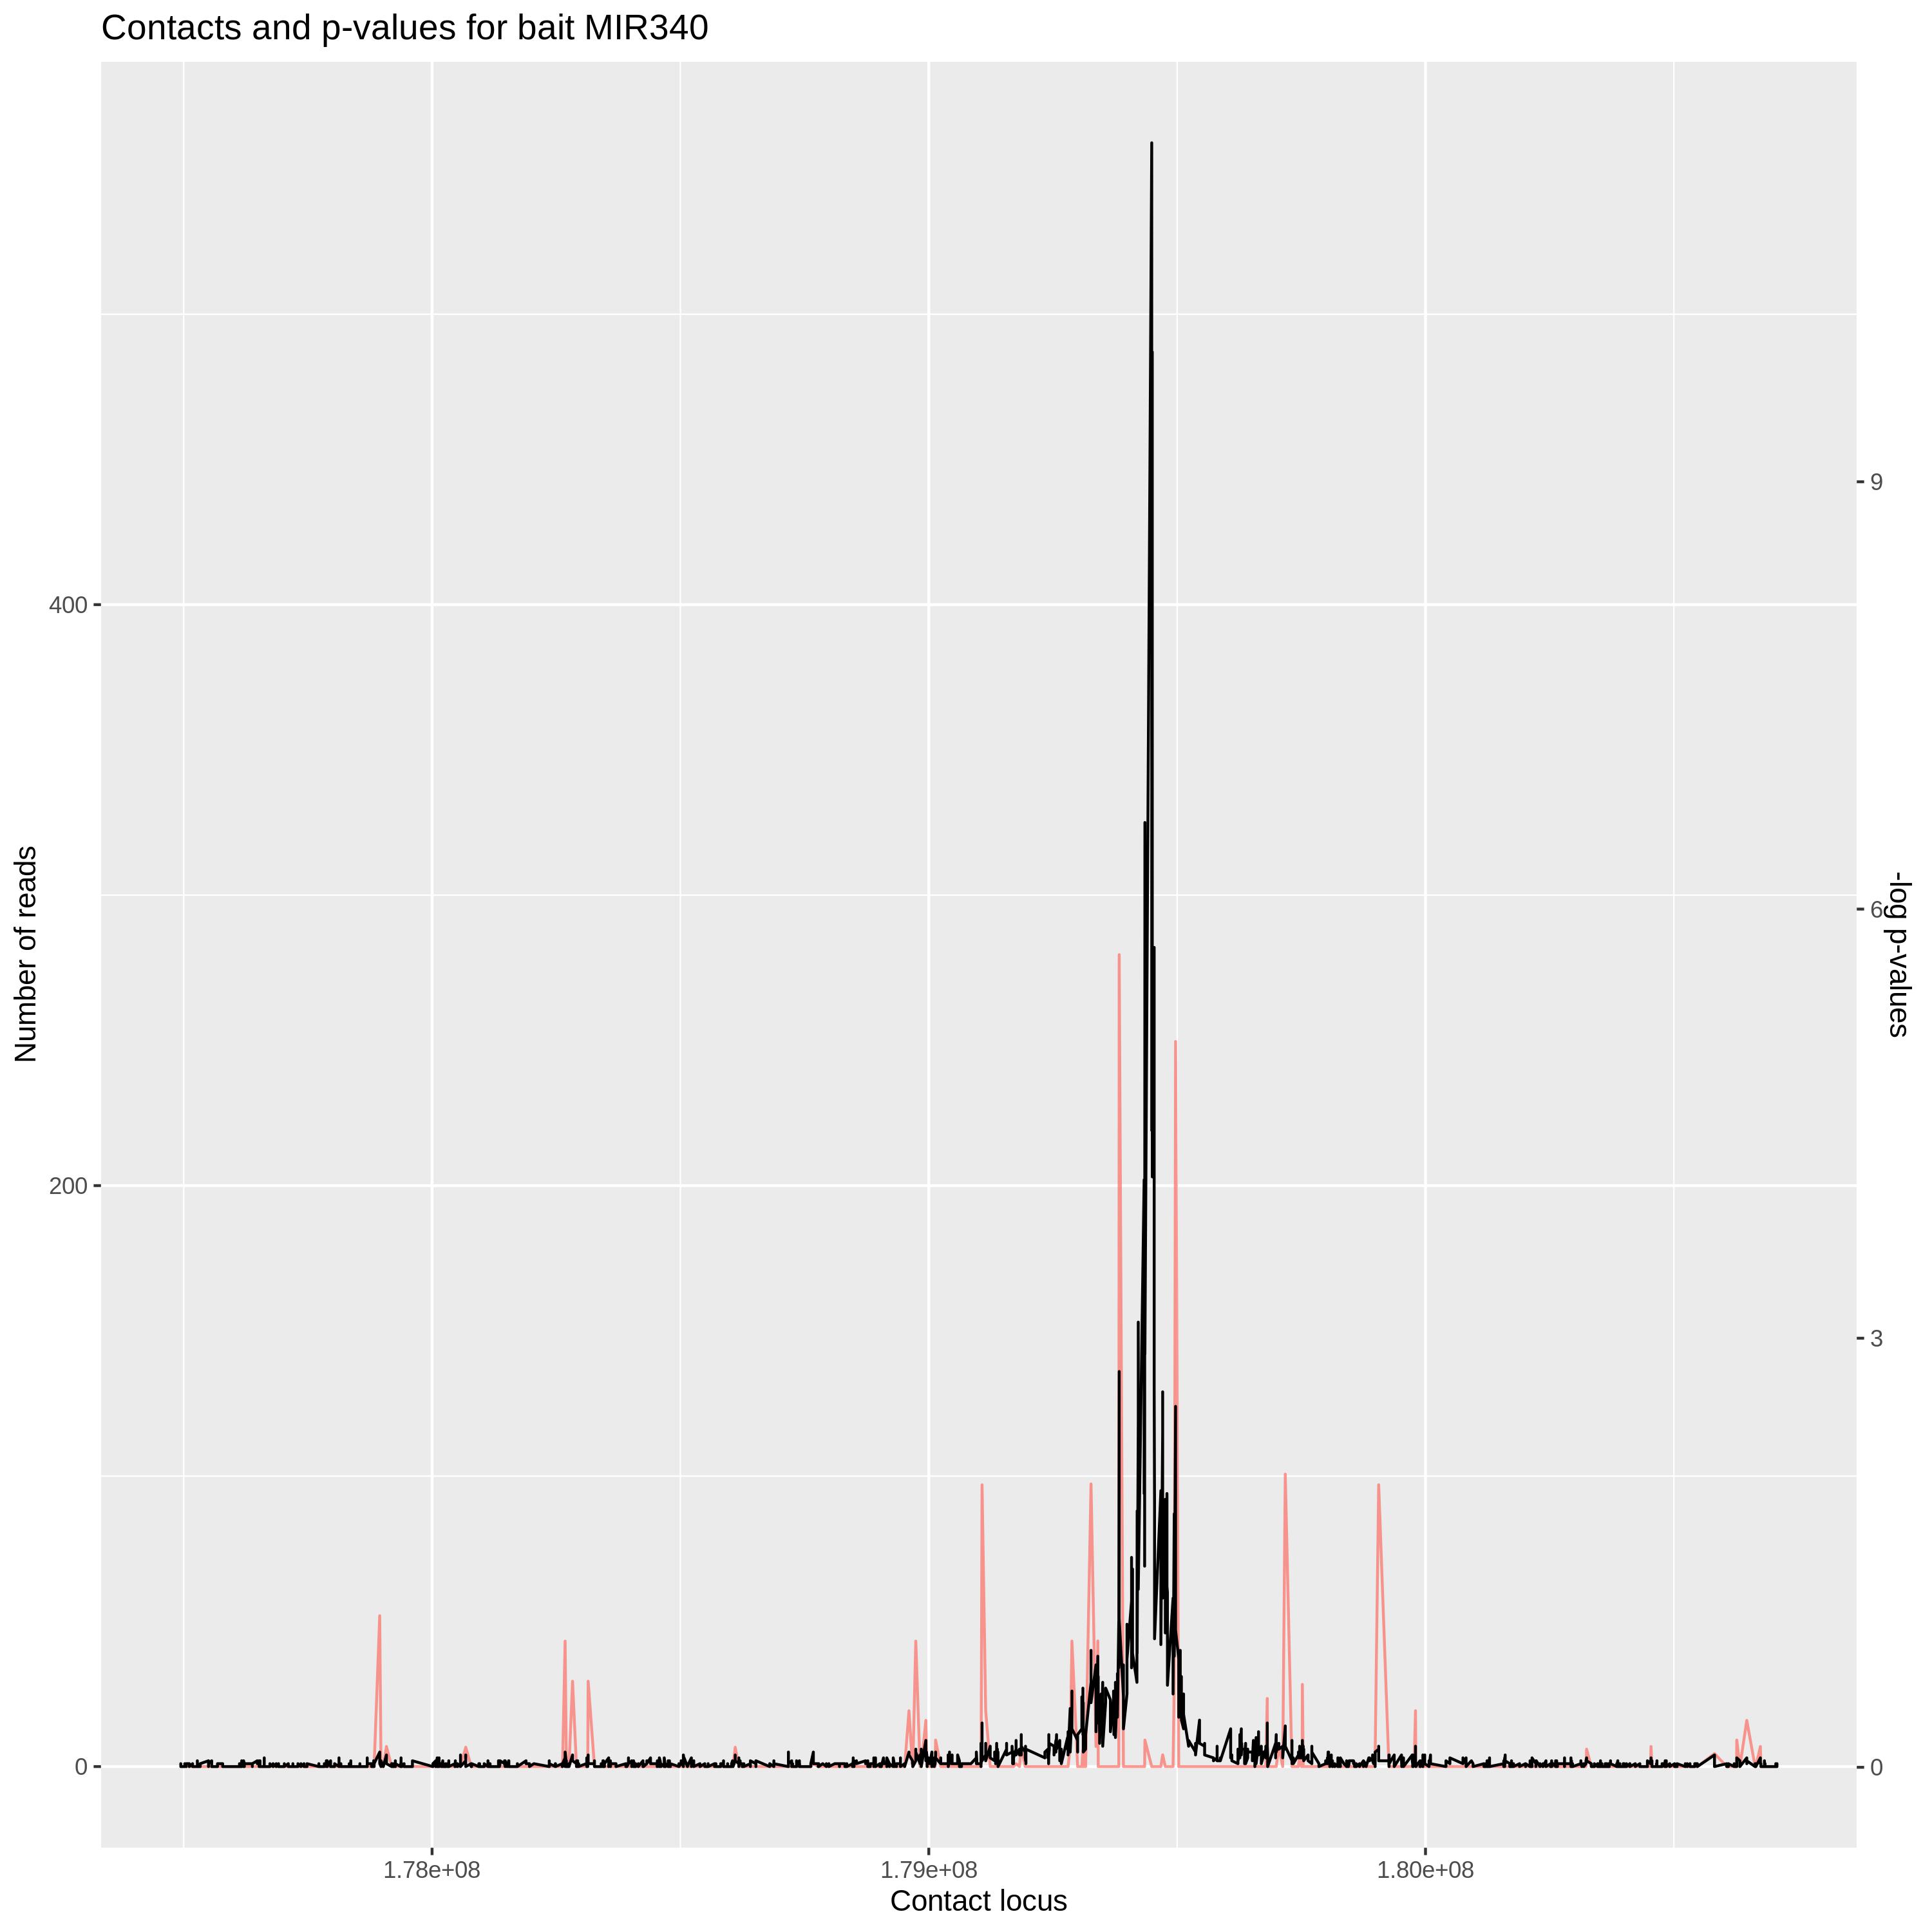 Contacts and p-values for bait MIR340
400
200
0
Number of reads
9
6
3
0
-log p-values
1.78e+08
1.79e+08
1.80e+08
Contact locus